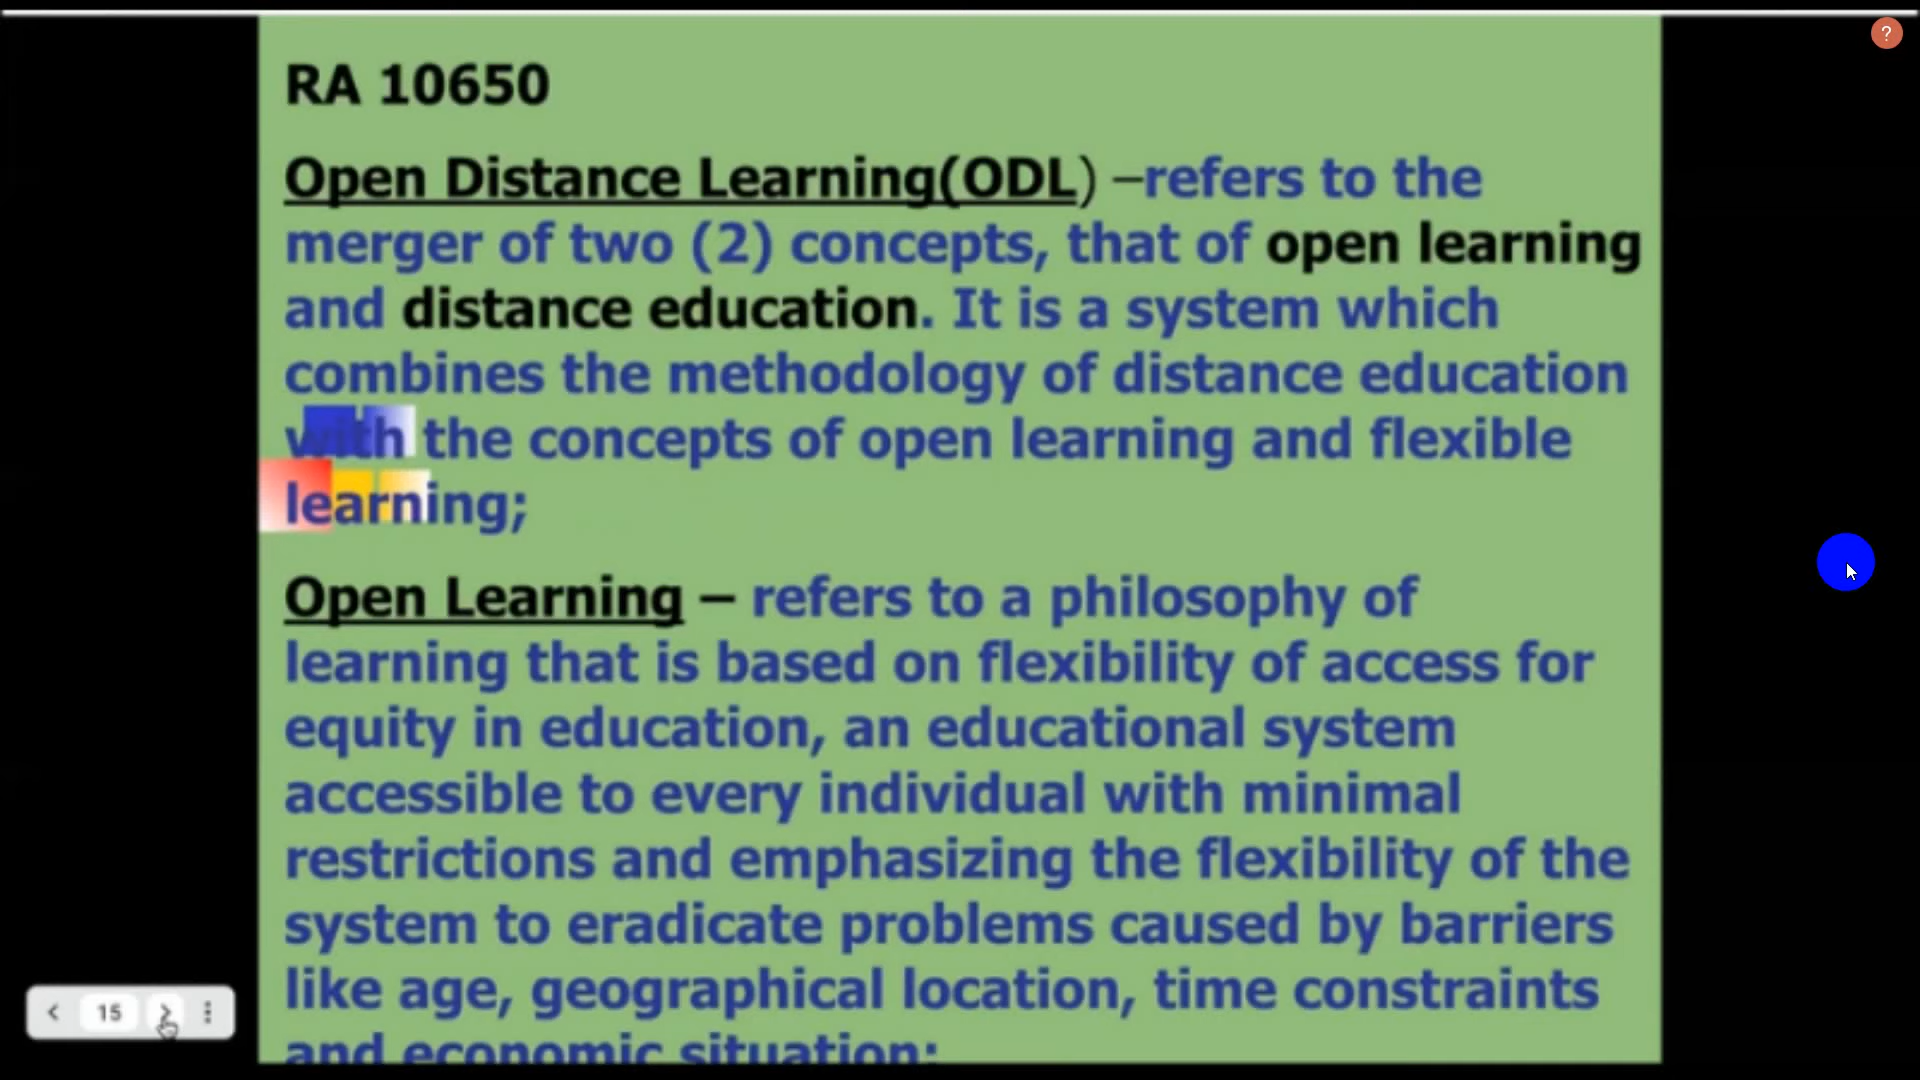 RA 10650
Open Distance Learning(ODL) –refers to the
merger of two (2) concepts, that of open learning
and distance education. It is a system which
combines the methodology of distance education
with the concepts of open learning and flexible
learning;
Open Learning – refers to a philosophy of
learning that is based on flexibility of access for
equity in education, an educational system
accessible to every individual with minimal
restrictions and emphasizing the flexibility of the
system to eradicate problems caused by barriers
like age, geographical location, time constraints
and economic situation;
15
?